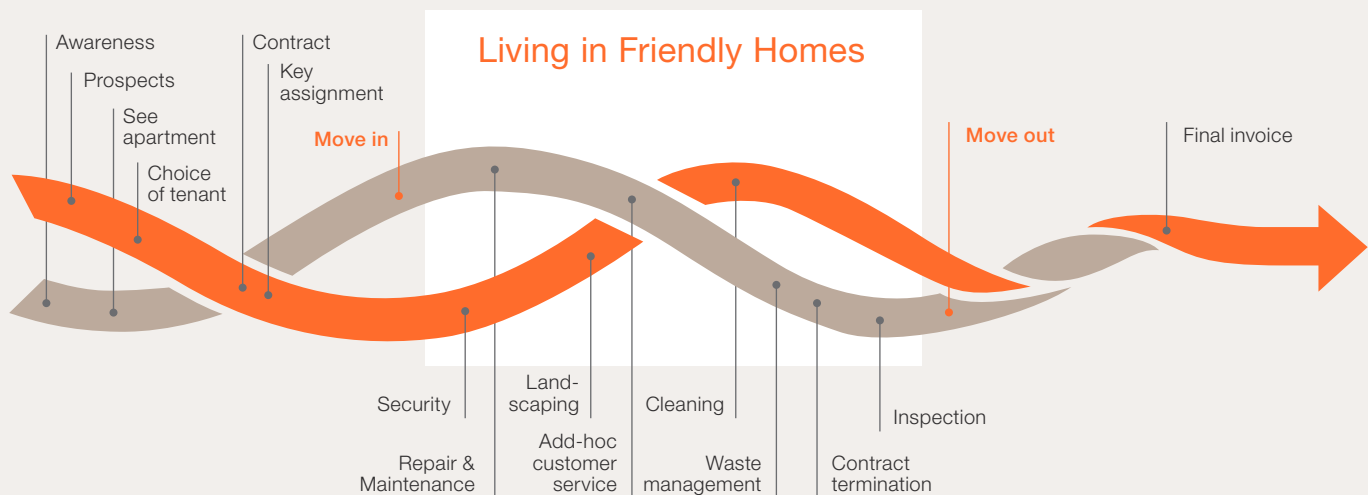 Living in Friendly Homes
Awareness
Prospects
See
apartment
Choice
of tenant
Contract
Key
assignment
Move in
Move out
Final invoice
Security
Repair &
Maintenance
Land-
scaping
Add-hoc
customer
service
Cleaning
Waste
management
Contract
termination
Inspection